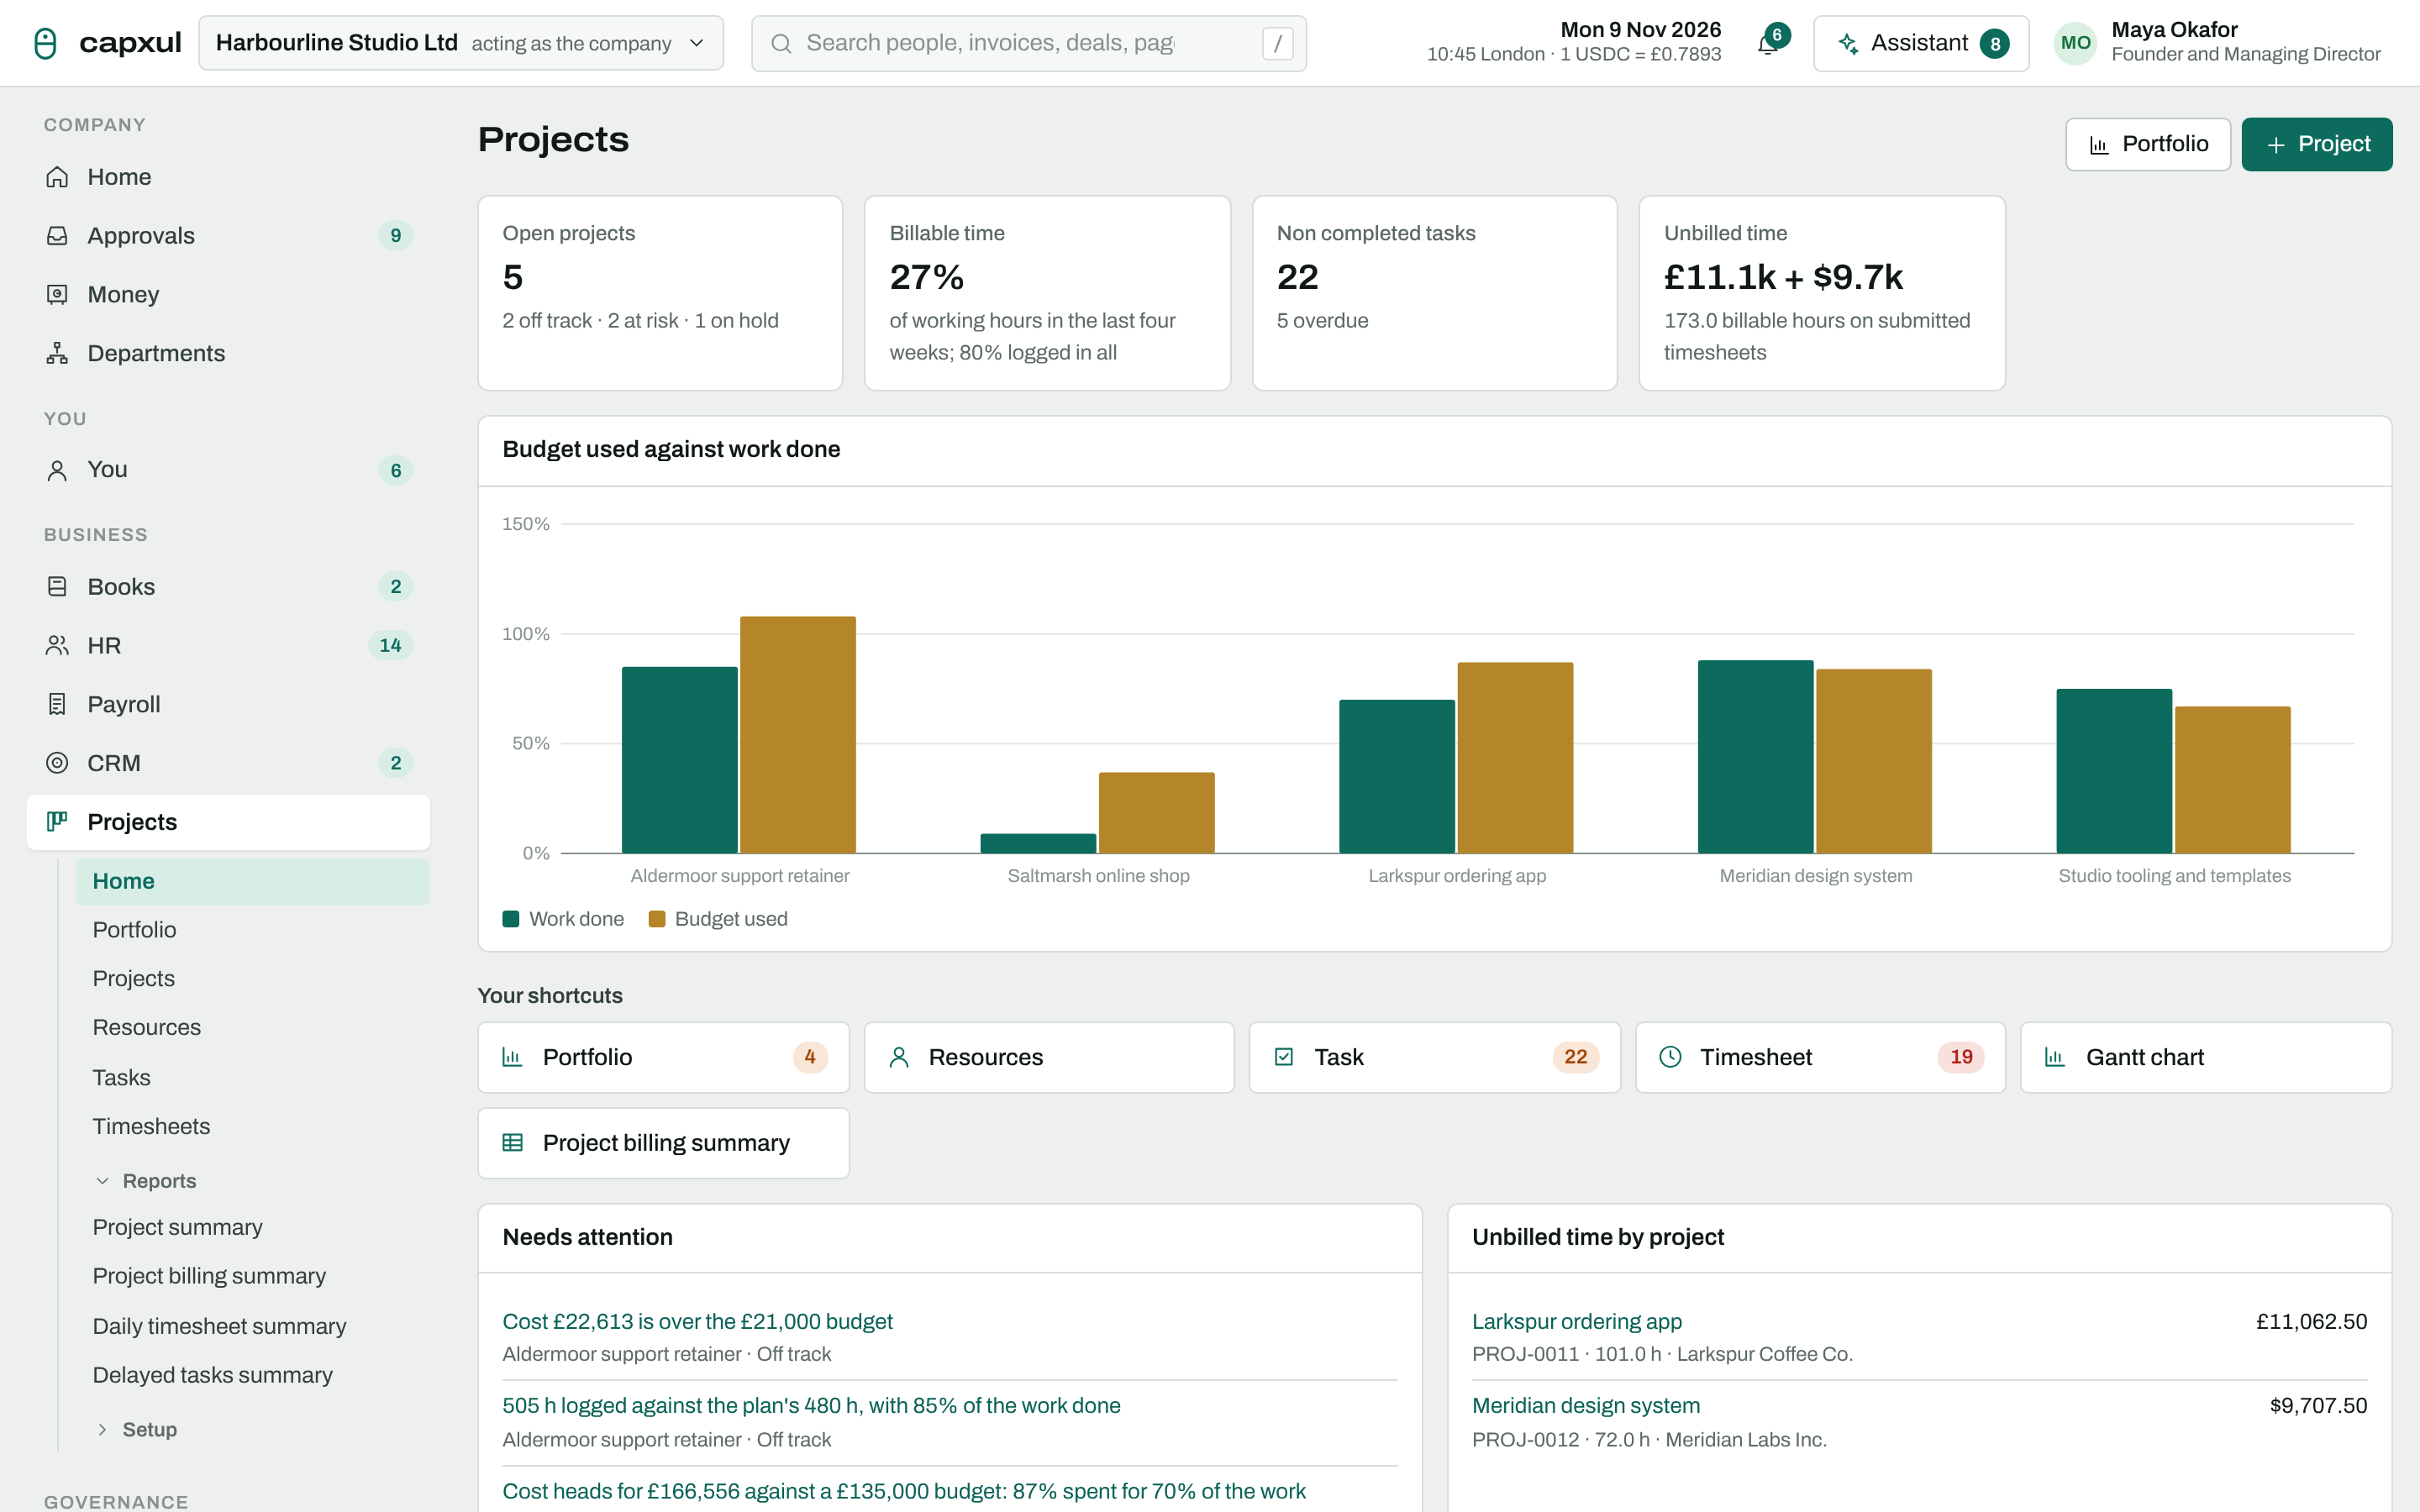 capxul
Harbourline Studio Ltd acting as the company
Search people, invoices, deals, pag
/
Mon 9 Nov 2026
10:45 London · 1 USDC = £0.7893
6
Assistant 8
MO
Maya Okafor
Founder and Managing Director
COMPANY
Home
Approvals 9
Money
Departments
YOU
You 6
BUSINESS
Books 2
HR 14
Payroll
CRM 2
Projects
Home
Portfolio
Projects
Resources
Tasks
Timesheets
Reports
Project summary
Project billing summary
Daily timesheet summary
Delayed tasks summary
Setup
GOVERNANCE
Projects
Portfolio
+ Project
Open projects
5
2 off track · 2 at risk · 1 on hold
Billable time
27%
of working hours in the last four
weeks; 80% logged in all
Non completed tasks
22
5 overdue
Unbilled time
£11.1k + $9.7k
173.0 billable hours on submitted
timesheets
Budget used against work done
150%
100%
50%
0%
Aldermoor support retainer
Saltmarsh online shop
Larkspur ordering app
Meridian design system
Studio tooling and templates
Work done
Budget used
Your shortcuts
Portfolio 4
Resources
Task 22
Timesheet 19
Gantt chart
Project billing summary
Needs attention
Cost £22,613 is over the £21,000 budget
Aldermoor support retainer · Off track
505 h logged against the plan's 480 h, with 85% of the work done
Aldermoor support retainer · Off track
Cost heads for £166,556 against a £135,000 budget: 87% spent for 70% of the work
Unbilled time by project
Larkspur ordering app £11,062.50
PROJ-0011 · 101.0 h · Larkspur Coffee Co.
Meridian design system $9,707.50
PROJ-0012 · 72.0 h · Meridian Labs Inc.